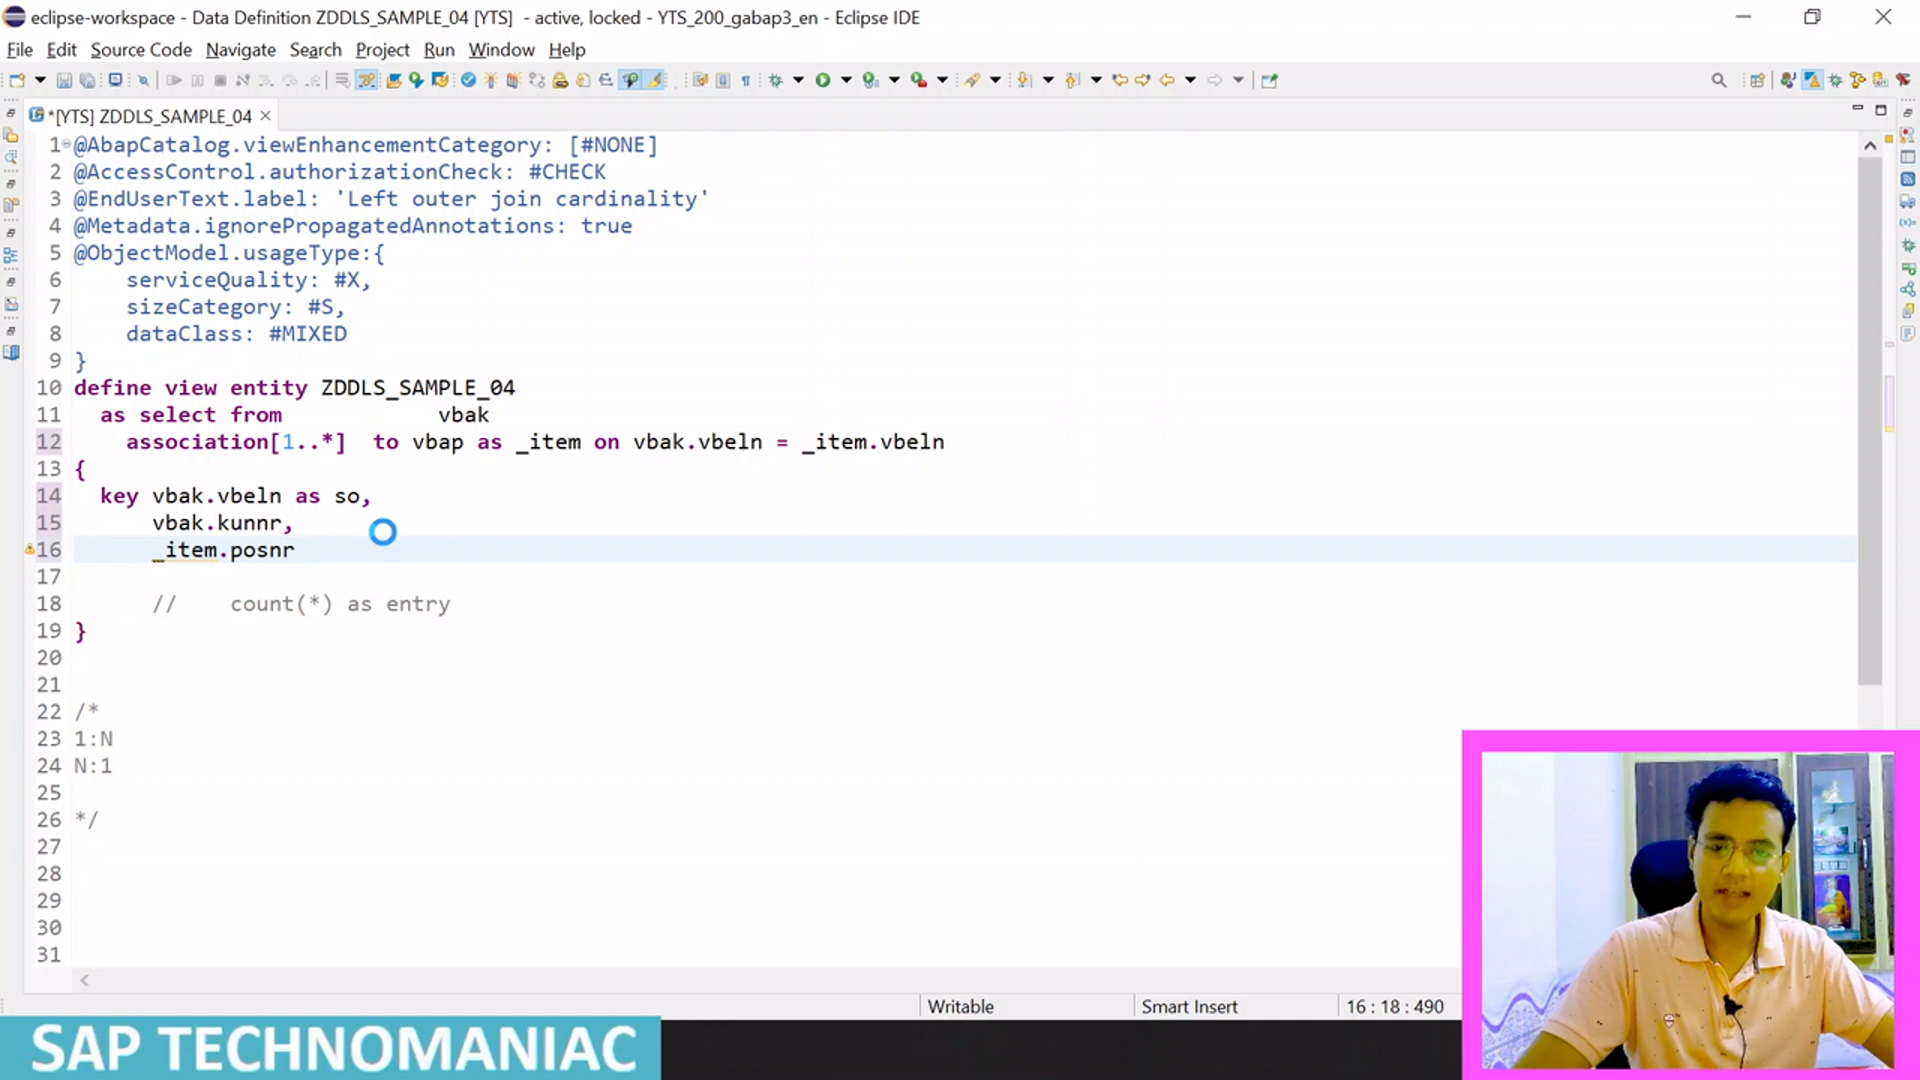 eclipse-workspace - Data Definition ZDDLS_SAMPLE_04 [YTS] - active, locked - YTS_200_gabap3_en - Eclipse IDE
File Edit Source Code Navigate Search Project Run Window Help
*[YTS] ZDDLS_SAMPLE_04
1 @AbapCatalog.viewEnhancementCategory: [#NONE]
2 @AccessControl.authorizationCheck: #CHECK
3 @EndUserText.label: 'Left outer join cardinality'
4 @Metadata.ignorePropagatedAnnotations: true
5 @ObjectModel.usageType:{
6 serviceQuality: #X,
7 sizeCategory: #S,
8 dataClass: #MIXED
9 }
10 define view entity ZDDLS_SAMPLE_04
11 as select from vbak
12 association[1..*] to vbap as _item on vbak.vbeln = _item.vbeln
13 {
14 key vbak.vbeln as so,
15 vbak.kunnr,
16 _item.posnr
17
18 // count(*) as entry
19 }
20
21
22 /*
23 1:N
24 N:1
25
26 */
27
28
29
30
31
Writable Smart Insert 16 : 18 : 490
SAP TECHNOMANIAC